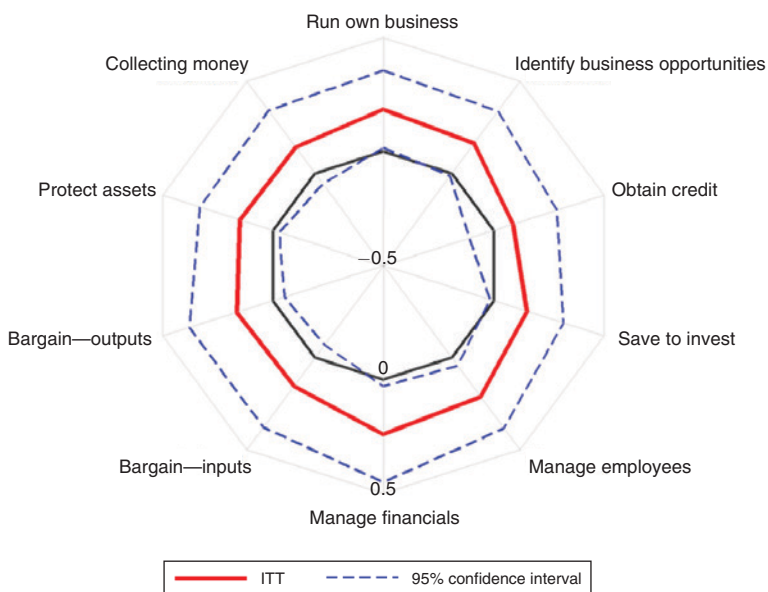 Run own business
Collecting money
Identify business opportunities
Protect assets
Obtain credit
−0.5
Bargain—outputs
Save to invest
0
Bargain—inputs
Manage employees
0.5
Manage financials
ITT
95% confidence interval